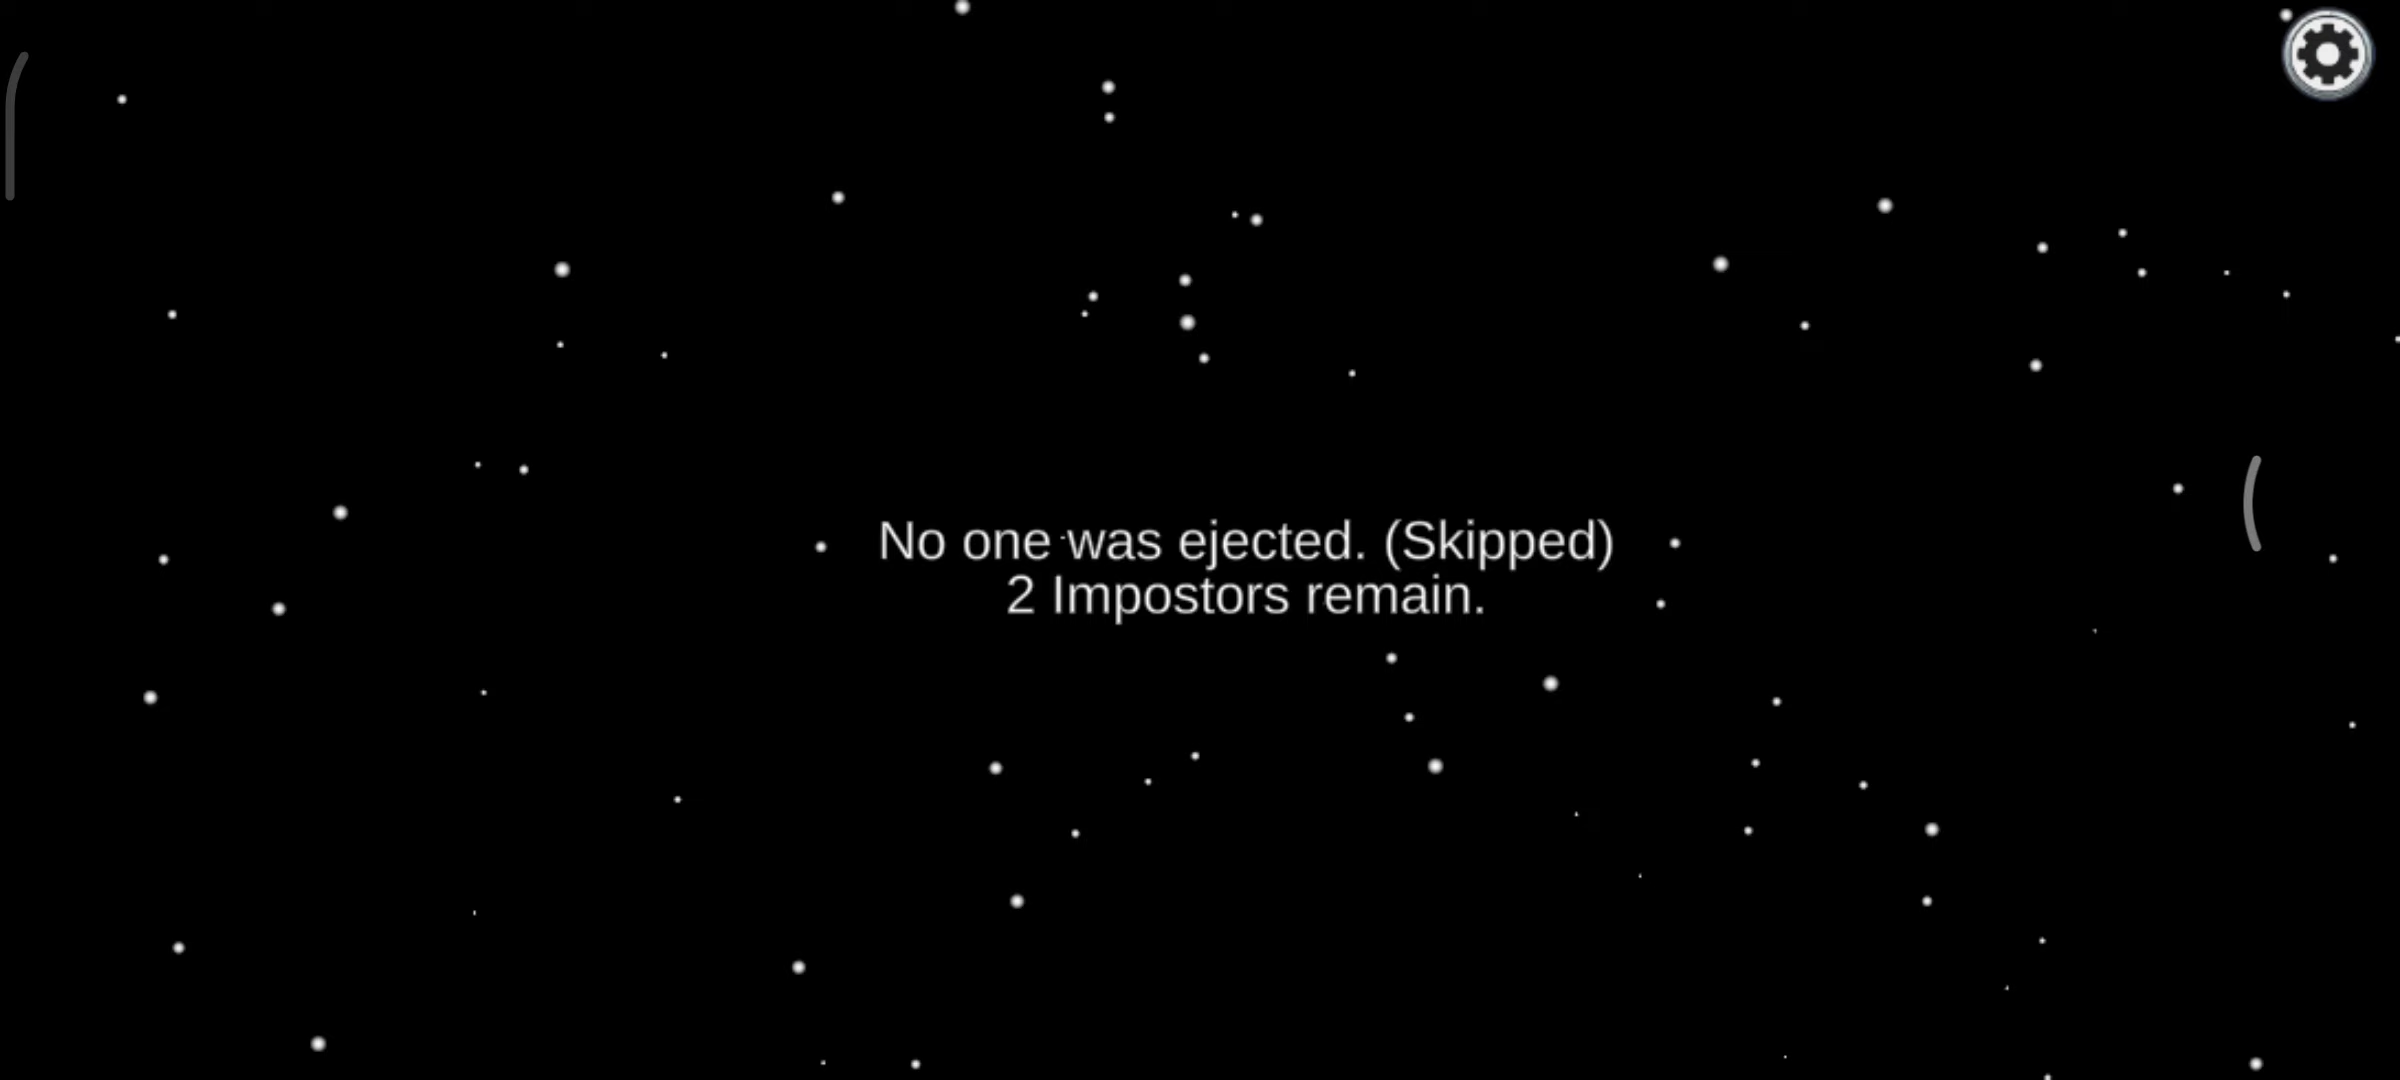 No one was ejected. (Skipped)
2 Impostors remain.